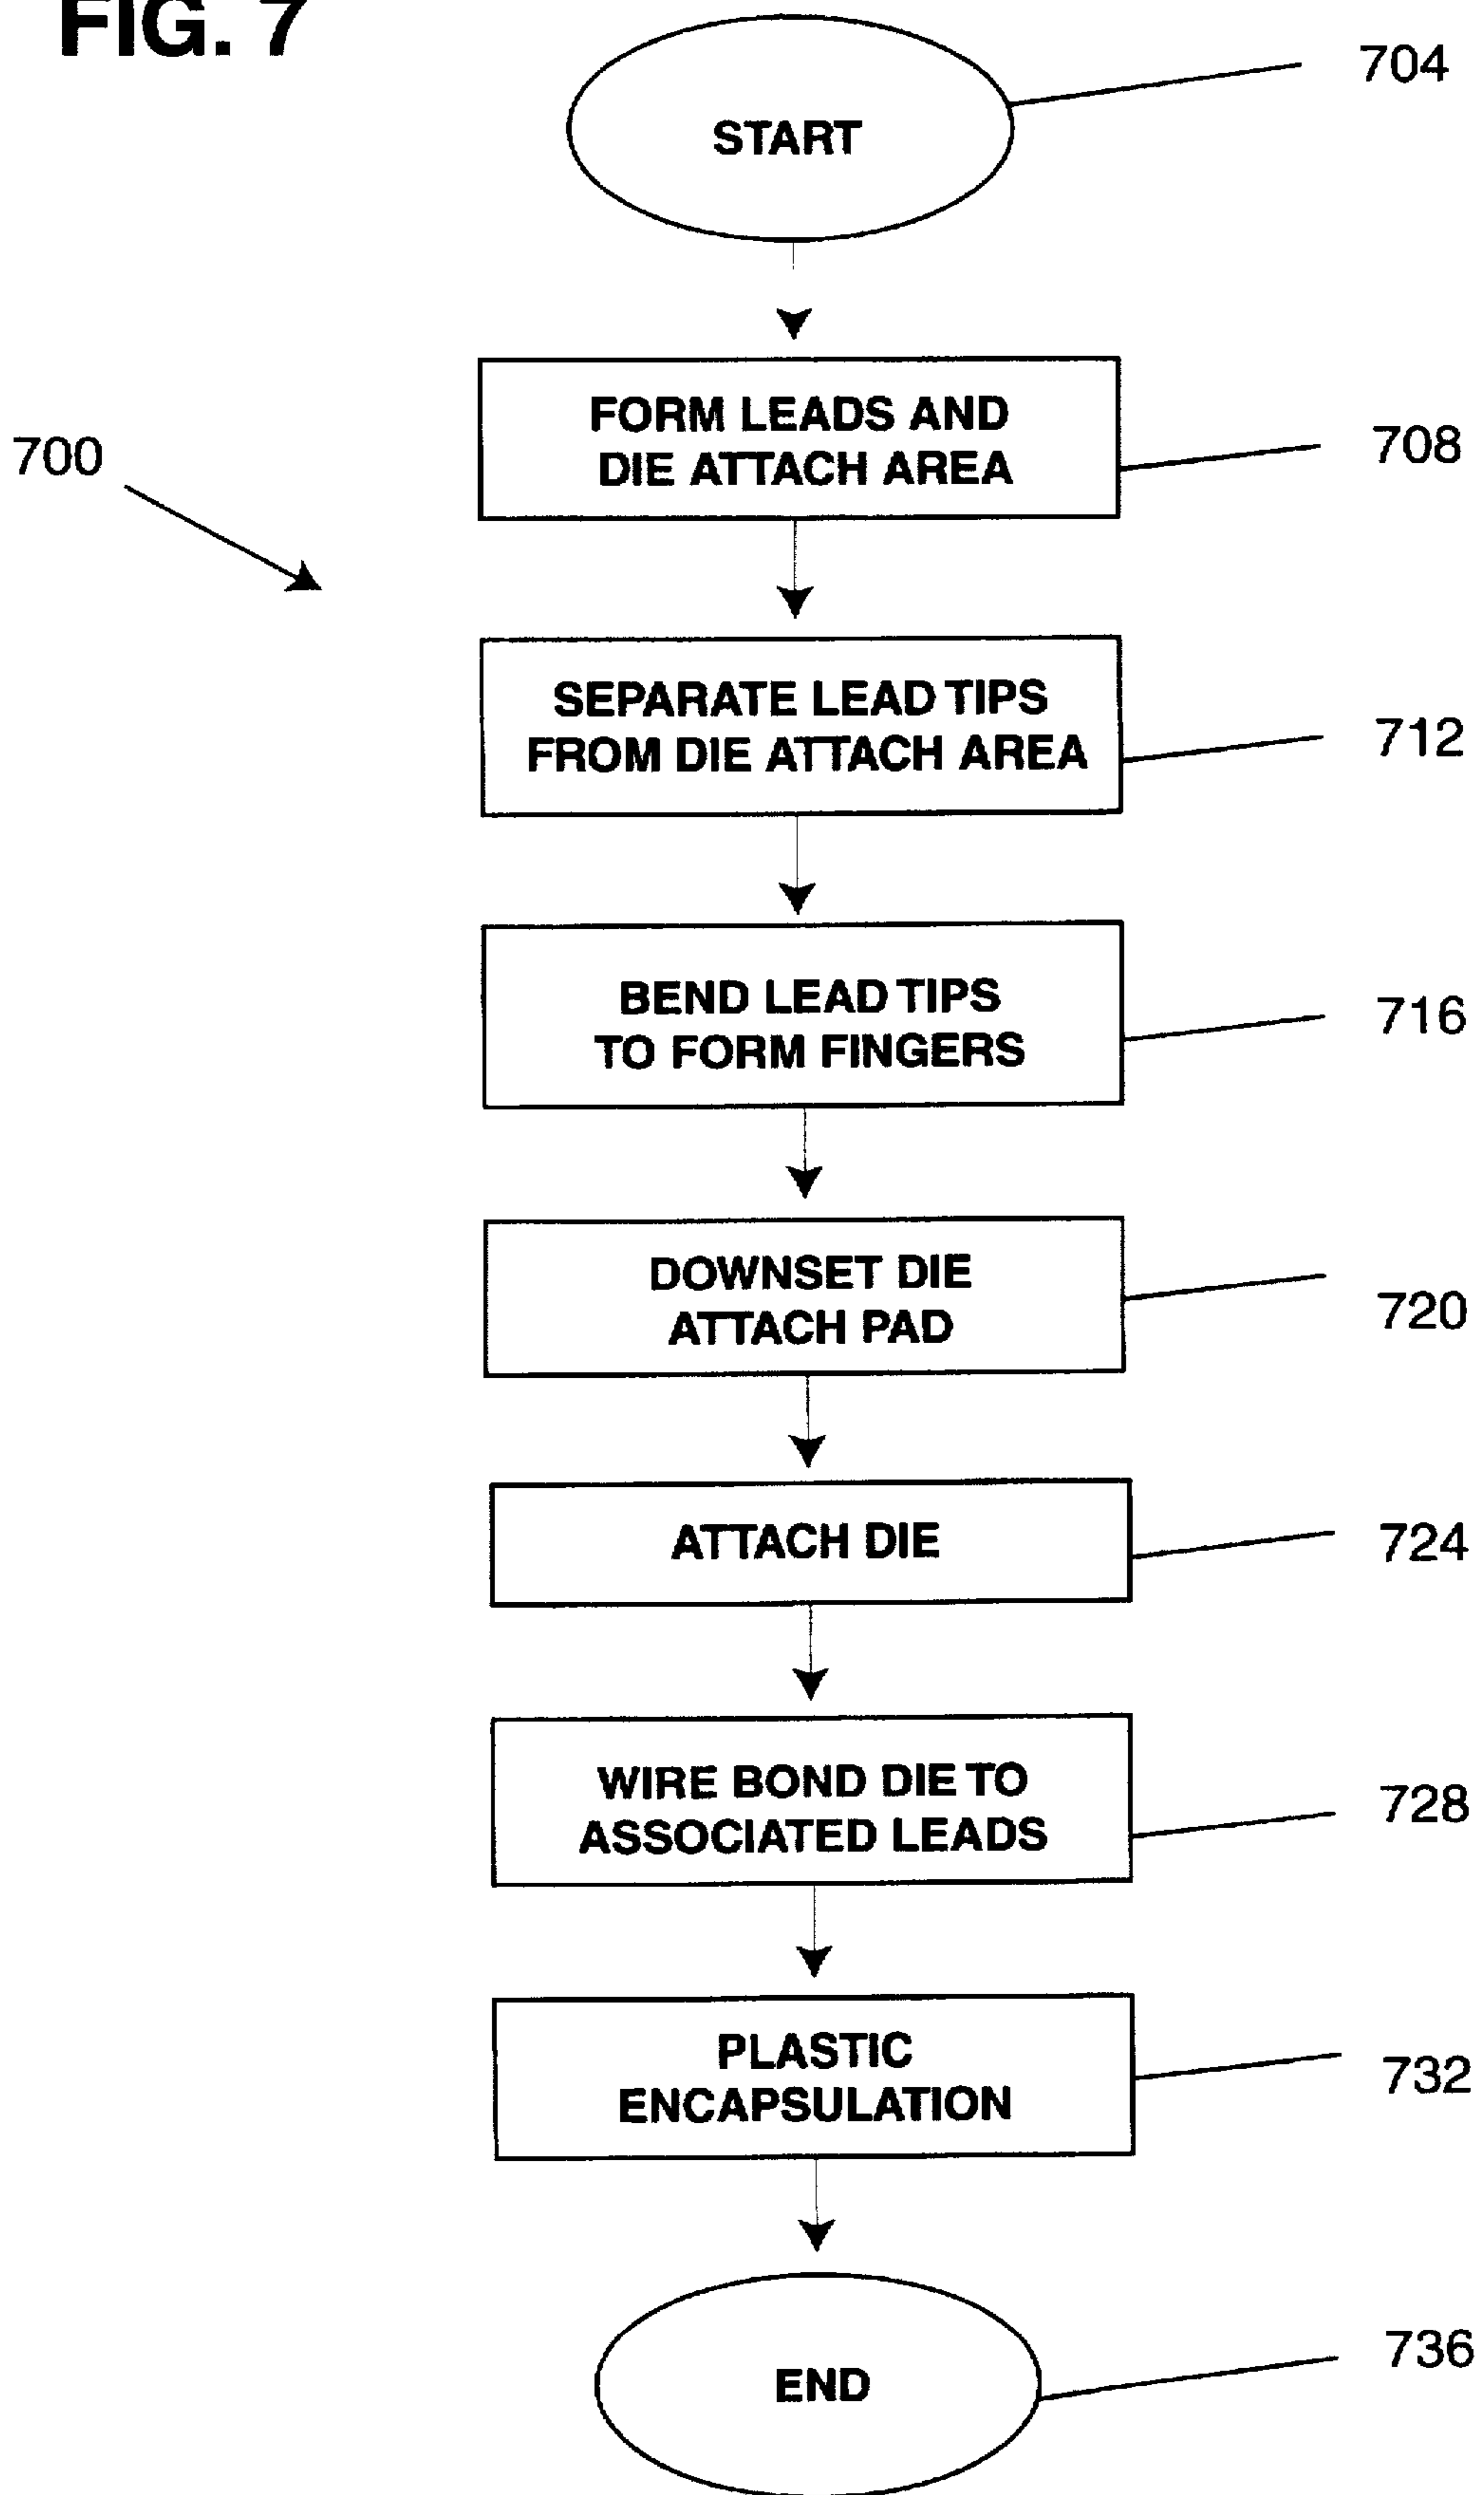 FIG. 7
START
704
FORM LEADS AND
DIE ATTACH AREA
708
700
SEPARATE LEAD TIPS
FROM DIE ATTACH AREA
712
BEND LEAD TIPS
TO FORM FINGERS
716
DOWNSET DIE
ATTACH PAD
720
ATTACH DIE
724
WIRE BOND DIE TO
ASSOCIATED LEADS
728
PLASTIC
ENCAPSULATION
732
END
736